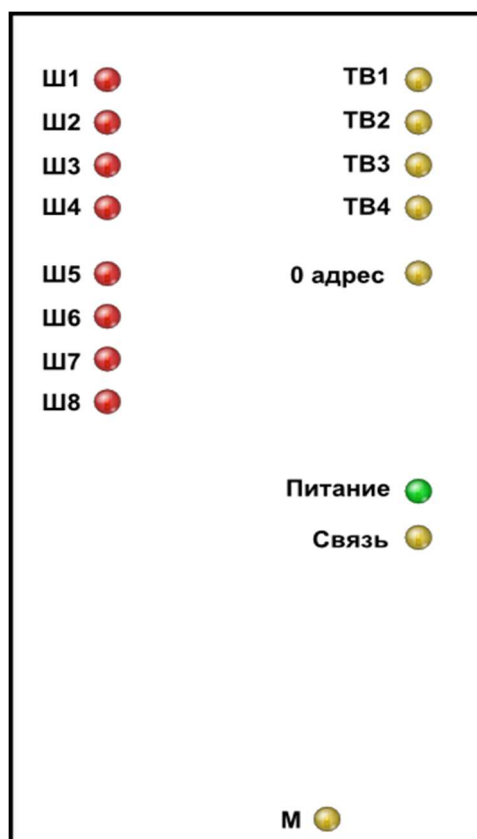 Ш1
Ш2
Ш3
Ш4
Ш5
Ш6
Ш7
Ш8
ТВ1
ТВ2
ТВ3
ТВ4
0 адрес
Питание
Связь
М